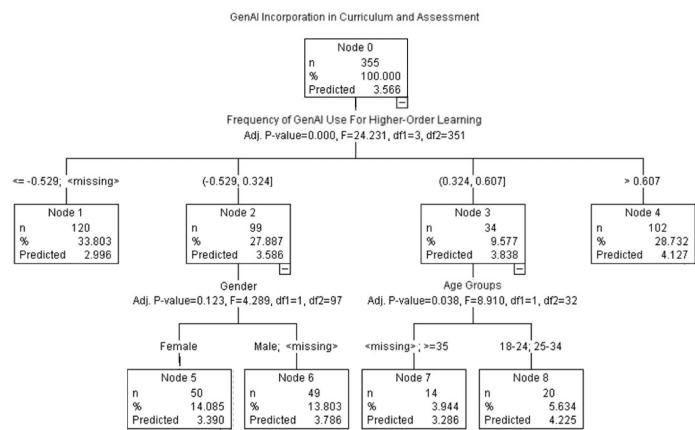 GenAI Incorporation in Curriculum and Assessment
Node 0
n 355
% 100.000
Predicted 3.566
Frequency of GenAI Use For Higher-Order Learning
Adj. P-value=0.000, F=24.231, df1=3, df2=351
<= -0.529; <missing>
(-0.529, 0.324]
(0.324, 0.607]
> 0.607
Node 1
n 120
% 33.803
Predicted 2.996
Node 2
n 99
% 27.887
Predicted 3.586
Node 3
n 34
% 9.577
Predicted 3.838
Node 4
n 102
% 28.732
Predicted 4.127
Gender
Adj. P-value=0.123, F=4.289, df1=1, df2=97
Age Groups
Adj. P-value=0.038, F=8.910, df1=1, df2=32
Female
Male; <missing>
<missing>; >=35
18-24; 25-34
Node 5
n 50
% 14.085
Predicted 3.390
Node 6
n 49
% 13.803
Predicted 3.786
Node 7
n 14
% 3.944
Predicted 3.286
Node 8
n 20
% 5.634
Predicted 4.225